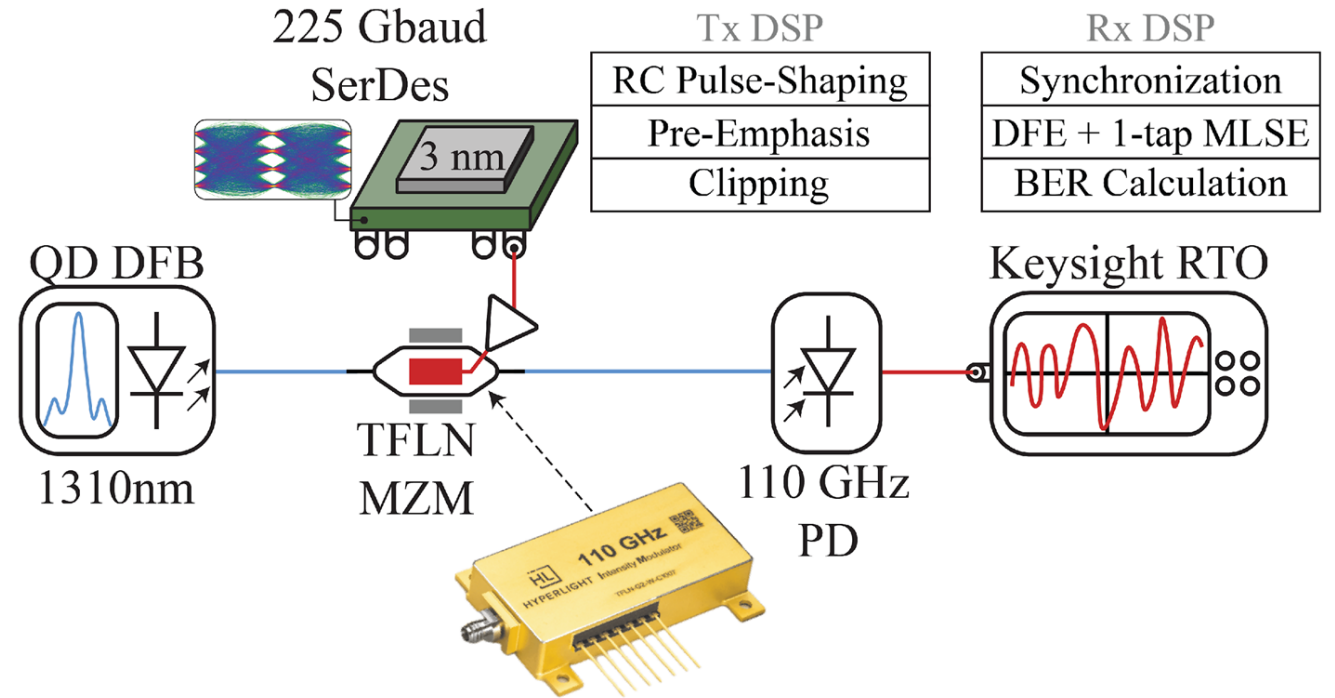 225 Gbaud
SerDes
3 nm
Tx DSP
RC Pulse-Shaping
Pre-Emphasis
Clipping
Rx DSP
Synchronization
DFE + 1-tap MLSE
BER Calculation
QD DFB
1310nm
TFLN
MZM
110 GHz
PD
Keysight RTO
HL
110 GHz
HYPERLIGHT Intensity Modulator